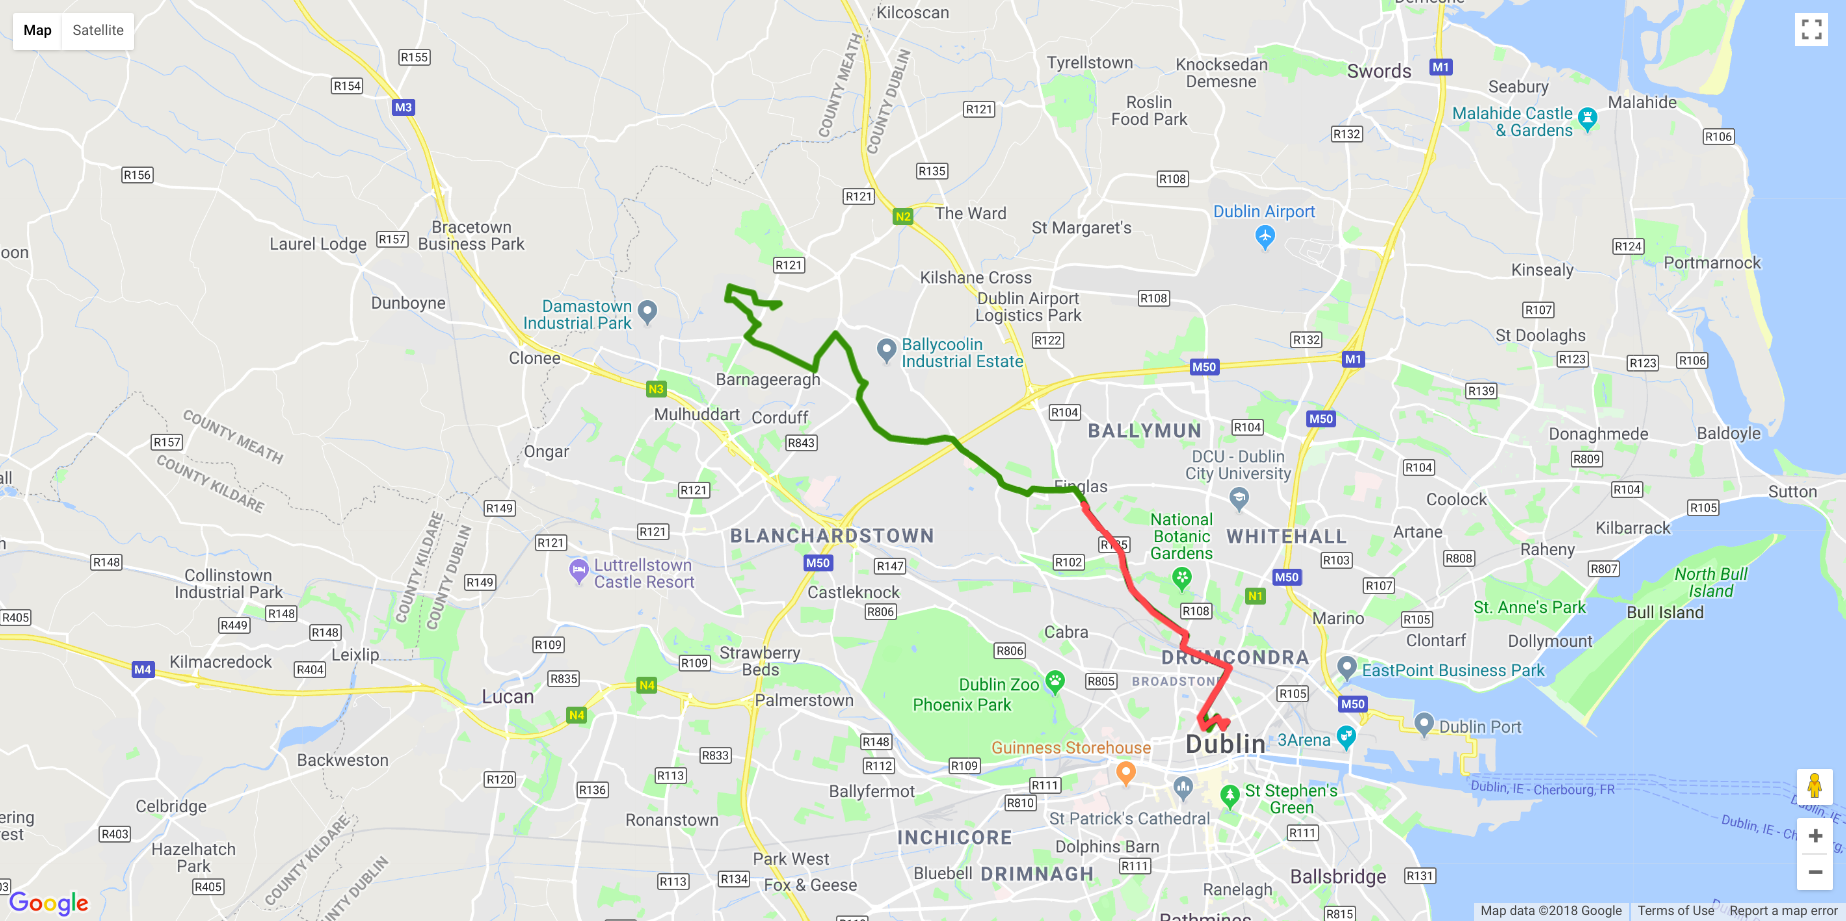 Map
Satellite
Kilcoscan
R155
R154
M3
COUNTY MEATH
COUNTY DUBLIN
R121
Tyrrellstown
Knocksedan
Demesne
Swords
M1
Seabury
Malahide
Roslin
Food Park
Malahide Castle
& Gardens
R132
R106
R156
R135
R108
R121
N2
The Ward
St Margaret's
Dublin Airport
Laurel Lodge
R157
Bracetown
Business Park
R124
Portmarnock
oon
R121
Kilshane Cross
Kinsealy
Dunboyne
Damastown
Industrial Park
Dublin Airport
Logistics Park
R108
R107
St Doolaghs
R122
R132
Clonee
Ballycoolin
Industrial Estate
M50
M1
R123
R123
R106
N3
Barnageeragh
R139
Mulhuddart
Corduff
R104
M50
COUNTY MEATH
R157
R843
BALLYMUN
R104
Donaghmede
Baldoyle
Ongar
COUNTY KILDARE
DCU - Dublin
City University
R809
R104
all
R121
Finglas
R104
Coolock
Sutton
R149
COUNTY KILDARE
COUNTY DUBLIN
R105
National
Botanic
Gardens
WHITEHALL
Artane
Kilbarrack
BLANCHARDSTOWN
R121
R121
R135
Raheny
R148
M50
R147
R102
R103
R808
R807
Luttrellstown
Castle Resort
Collinstown
Industrial Park
R149
Castleknock
M50
R107
North Bull
Island
N1
R148
R806
R108
Marino
R105
St. Anne's Park
Bull Island
R405
R449
R148
Cabra
Clontarf
Dollymount
R109
Leixlip
Strawberry
Beds
R806
DRUMCONDRA
Kilmacredock
R404
R109
M4
R835
N4
Dublin Zoo
Phoenix Park
R805
BROADSTONE
EastPoint Business Park
Lucan
Palmerstown
R105
M50
N4
Dublin Port
R148
Guinness Storehouse
Dublin
3Arena
R833
Backweston
R112
R109
R120
R113
R136
R111
Dublin, IE - Cherbourg, FR
St Stephen's
Green
Celbridge
Ballyfermot
R810
St Patrick's Cathedral
Ronanstown
R403
COUNTY KILDARE
INCHICORE
R111
Hazelhatch
Park
Dolphins Barn
Park West
R111
Bluebell
DRIMNAGH
R405
COUNTY DUBLIN
R113
R134
Fox & Geese
Ranelagh
Ballsbridge
R131
Google
R815
Rathmines
Map data ©2018 Google
Terms of Use
Report a map error